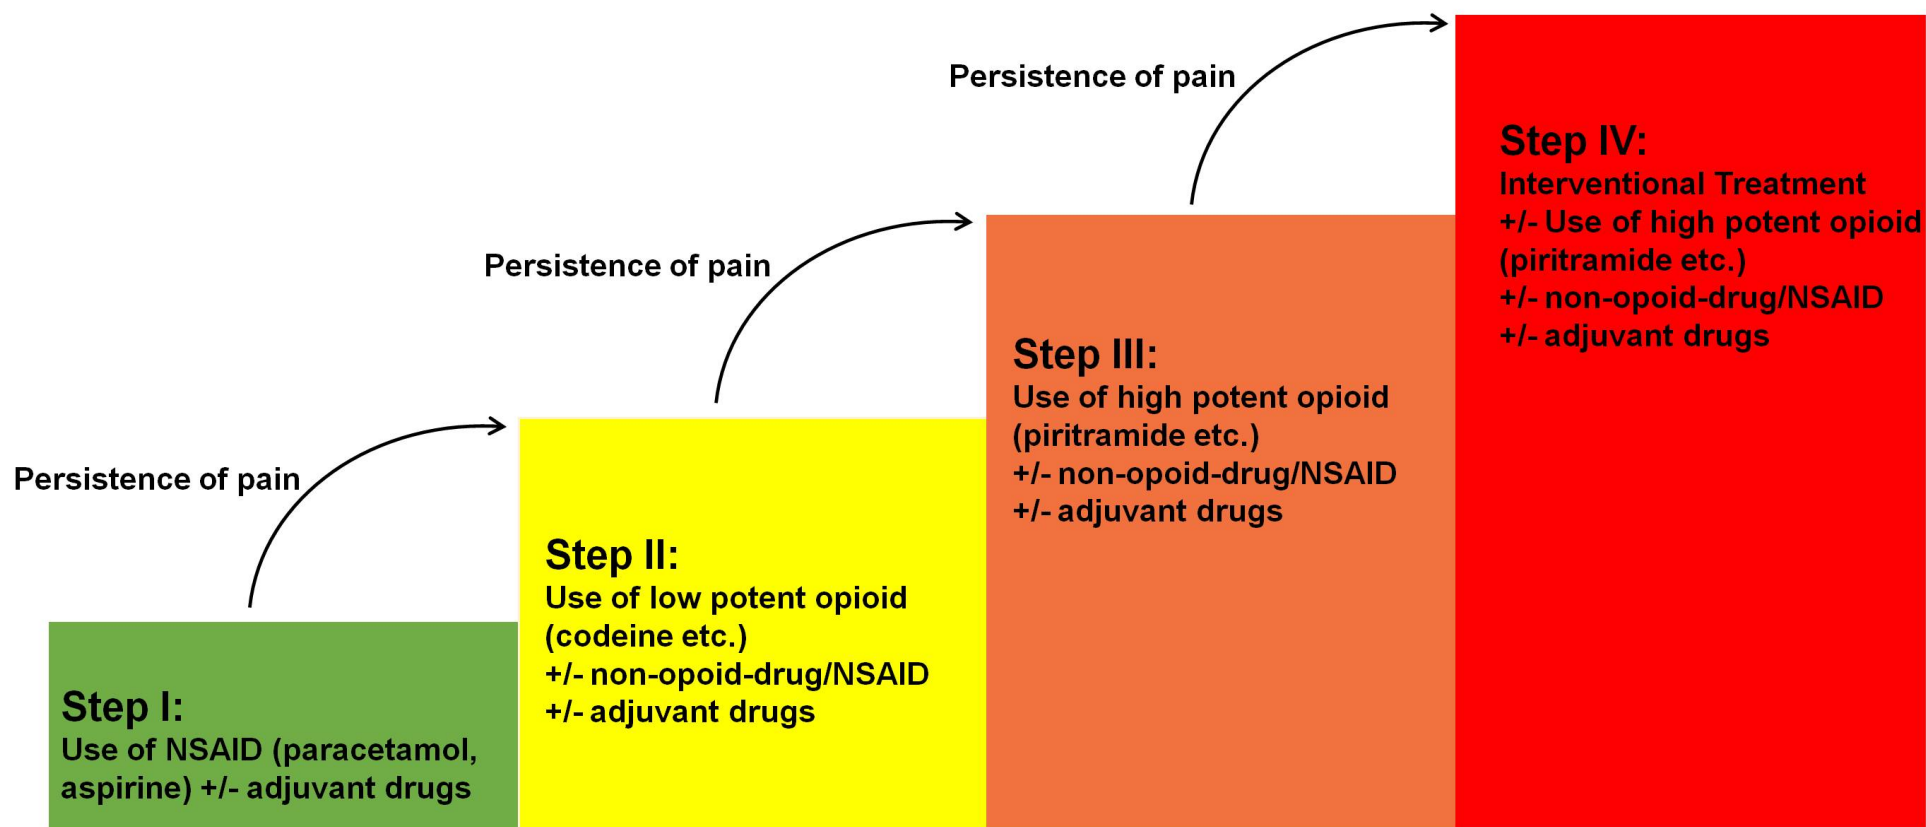 Persistence of pain
Step IV:
Interventional Treatment
+/- Use of high potent opioid
(piritramide etc.)
+/- non-opoid-drug/NSAID
+/- adjuvant drugs
Persistence of pain
Step III:
Use of high potent opioid
(piritramide etc.)
+/- non-opoid-drug/NSAID
+/- adjuvant drugs
Persistence of pain
Step II:
Use of low potent opioid
(codeine etc.)
+/- non-opoid-drug/NSAID
+/- adjuvant drugs
Step I:
Use of NSAID (paracetamol,
aspirine) +/- adjuvant drugs